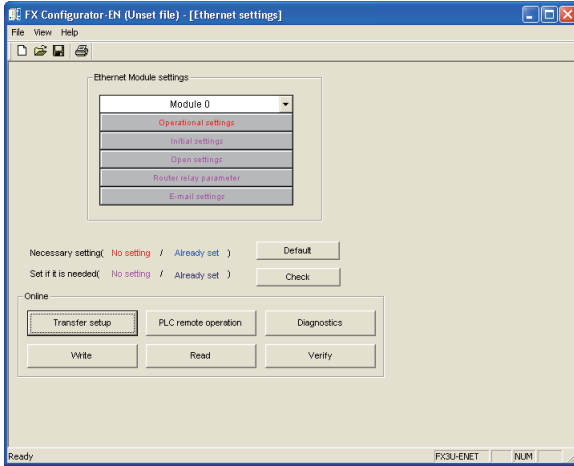 FX Configurator-EN (Unset file) - [Ethernet settings]
File View Help
Ethernet Module settings
Module 0
Operational settings
Initial settings
Open settings
Router relay parameter
E-mail settings
Necessary setting( No setting / Already set )
Default
Set if it is needed( No setting / Already set )
Check
Online
Transfer setup PLC remote operation Diagnostics
Write Read Verify
Ready FX3U-ENET NUM